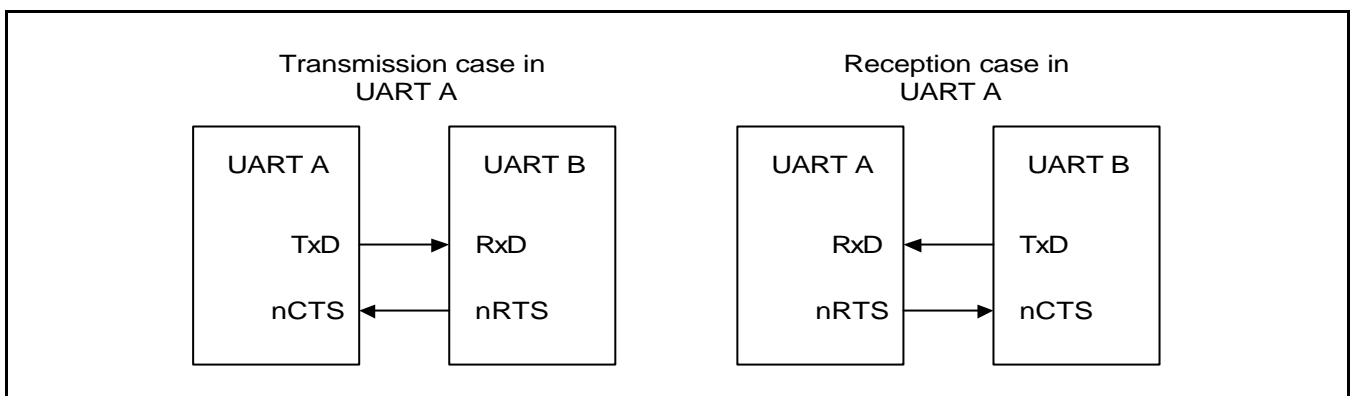 Transmission case in
UART A
Reception case in
UART A
UART A
UART B
TxD
RxD
nCTS
nRTS
UART A
UART B
RxD
TxD
nRTS
nCTS